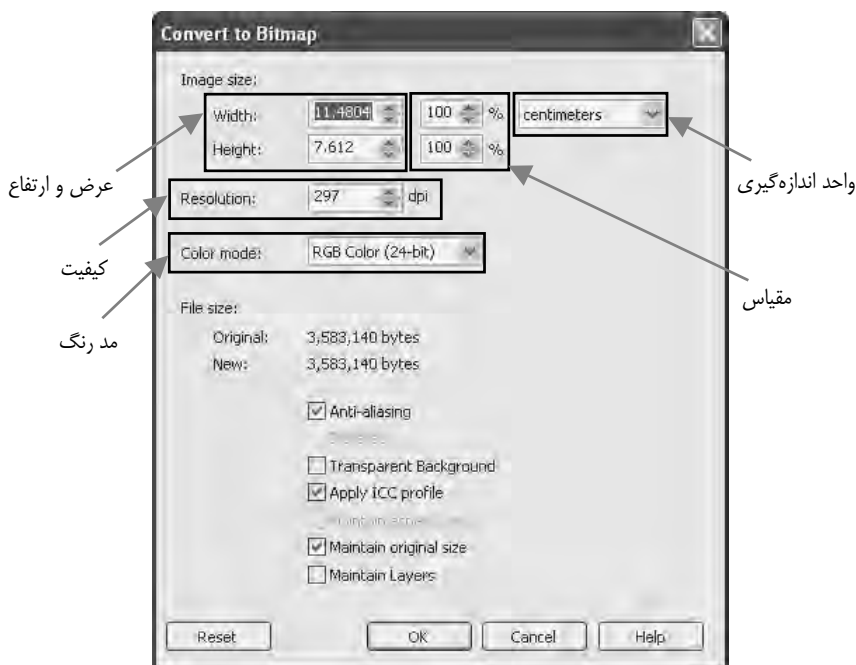 Convert to Bitmap
Image size:
Width: 11.4804 100 % centimeters
Height: 7.612 100 %
عرض و ارتفاع
واحد اندازه‌گیری
Resolution: 297 dpi
کیفیت
Color mode: RGB Color (24-bit)
مقیاس
مد رنگ
File size:
Original: 3,583,140 bytes
New: 3,583,140 bytes
Anti-aliasing
Transparent Background
Apply ICC profile
Maintain original size
Maintain Layers
Reset OK Cancel Help